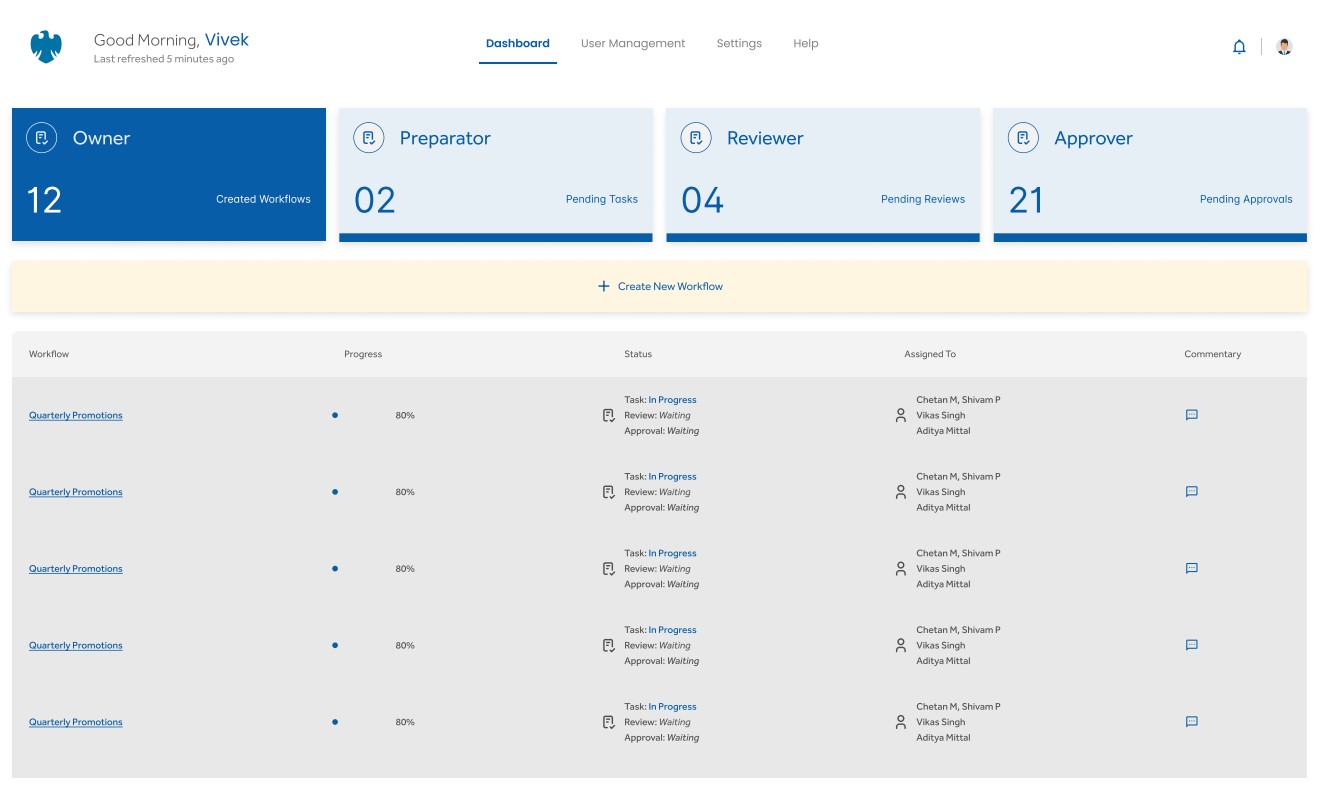 Good Morning, Vivek
Last refreshed 5 minutes ago
Dashboard
User Management
Settings
Help
Owner
12
Created Workflows
Preparator
02
Pending Tasks
Reviewer
04
Pending Reviews
Approver
21
Pending Approvals
Create New Workflow
Workflow
Progress
Status
Assigned To
Commentary
Quarterly Promotions
80%
Task: In Progress
Review: Waiting
Approval: Waiting
Chetan M, Shivam P
Vikas Singh
Aditya Mittal
Quarterly Promotions
80%
Task: In Progress
Review: Waiting
Approval: Waiting
Chetan M, Shivam P
Vikas Singh
Aditya Mittal
Quarterly Promotions
80%
Task: In Progress
Review: Waiting
Approval: Waiting
Chetan M, Shivam P
Vikas Singh
Aditya Mittal
Quarterly Promotions
80%
Task: In Progress
Review: Waiting
Approval: Waiting
Chetan M, Shivam P
Vikas Singh
Aditya Mittal
Quarterly Promotions
80%
Task: In Progress
Review: Waiting
Approval: Waiting
Chetan M, Shivam P
Vikas Singh
Aditya Mittal